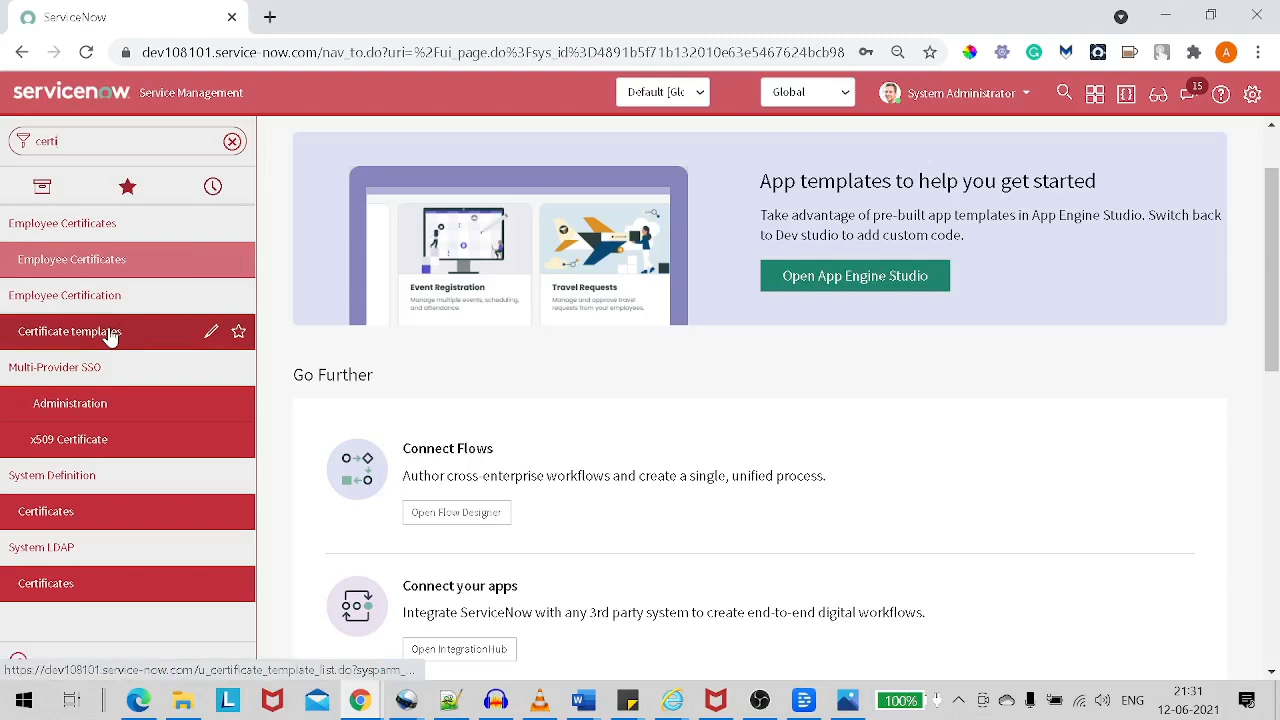 ServiceNow
dev108101.service-now.com/nav_to.do?uri=%2Fui_page.do%3Fsys_id%3D4891b5f71b132010e63e5467624bcb98
A
servicenow Service Management
Default [Glc
Global
System Administrator
15
certi
Employee Certificates
Employee Certificates
Employee Certification
Certificate templates
Multi-Provider SSO
Administration
x509 Certificate
System Definition
Certificates
System LDAP
Certificates
App templates to help you get started
Take advantage of pre-built app templates in App Engine Studio. Switch back
to Dev studio to add custom code.
Open App Engine Studio
Event Registration
Manage multiple events, scheduling,
and attendance.
Travel Requests
Manage and approve travel
requests from your employees.
Go Further
Connect Flows
Author cross-enterprise workflows and create a single, unified process.
Open Flow Designer
Connect your apps
Integrate ServiceNow with any 3rd party system to create end-to-end digital workflows.
Open IntegrationHub
https://dev108101.service-now.com/u_certificate_template_list.do?sysparm_...
100%
ENG
21:31
12-06-2021